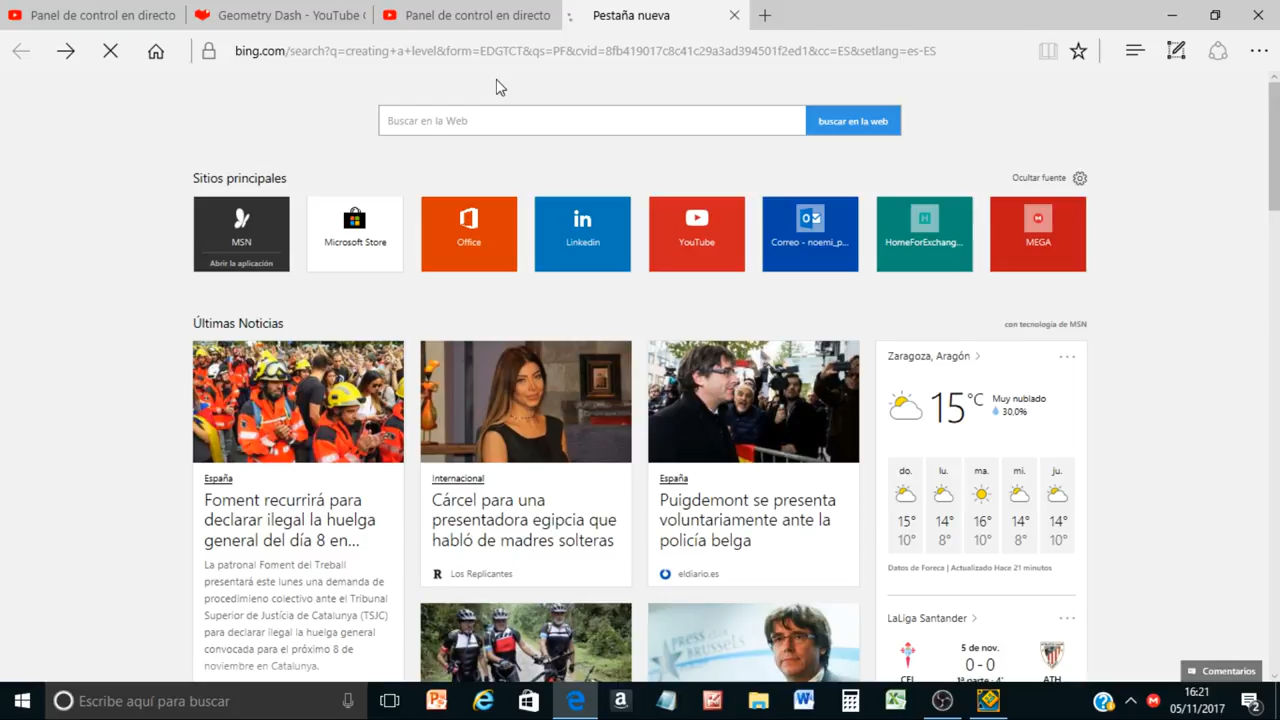 Panel de control en directo
Geometry Dash - YouTube
Panel de control en directo
Pestaña nueva
bing.com/search?q=creating+a+level&form=EDGTCT&qs=PF&cvid=8fb419017c8c41c29a3ad394501f2ed1&cc=ES&setlang=es-ES
Buscar en la Web
buscar en la web
Sitios principales
Ocultar fuente
MSN
Abrir la aplicación
Microsoft Store
Office
Linkedin
YouTube
Correo - noemi_p...
HomeForExchang...
MEGA
Últimas Noticias
con tecnología de MSN
España
Foment recurrirá para
declarar ilegal la huelga
general del día 8 en...
La patronal Foment del Treball
presentará este lunes una demanda de
procedimieno colectivo ante el Tribunal
Superior de Justícia de Catalunya (TSJC)
para declarar ilegal la huelga general
convocada para el próximo 8 de
noviembre en Catalunya.
Internacional
Cárcel para una
presentadora egipcia que
habló de madres solteras
Los Replicantes
España
Puigdemont se presenta
voluntariamente ante la
policía belga
eldiario.es
PRESS CLUB
BRUSSELS
Zaragoza, Aragón
15 °C
Muy nublado
30,0%
do. lu. ma. mi. ju.
15° 14° 16° 14° 14°
10° 8° 10° 8° 10°
Datos de Foreca | Actualizado Hace 21 minutos
LaLiga Santander
5 de nov.
0 - 0
CEL 1ª parte - 4' ATH
Comentarios
Escribe aquí para buscar
16:21
05/11/2017
2